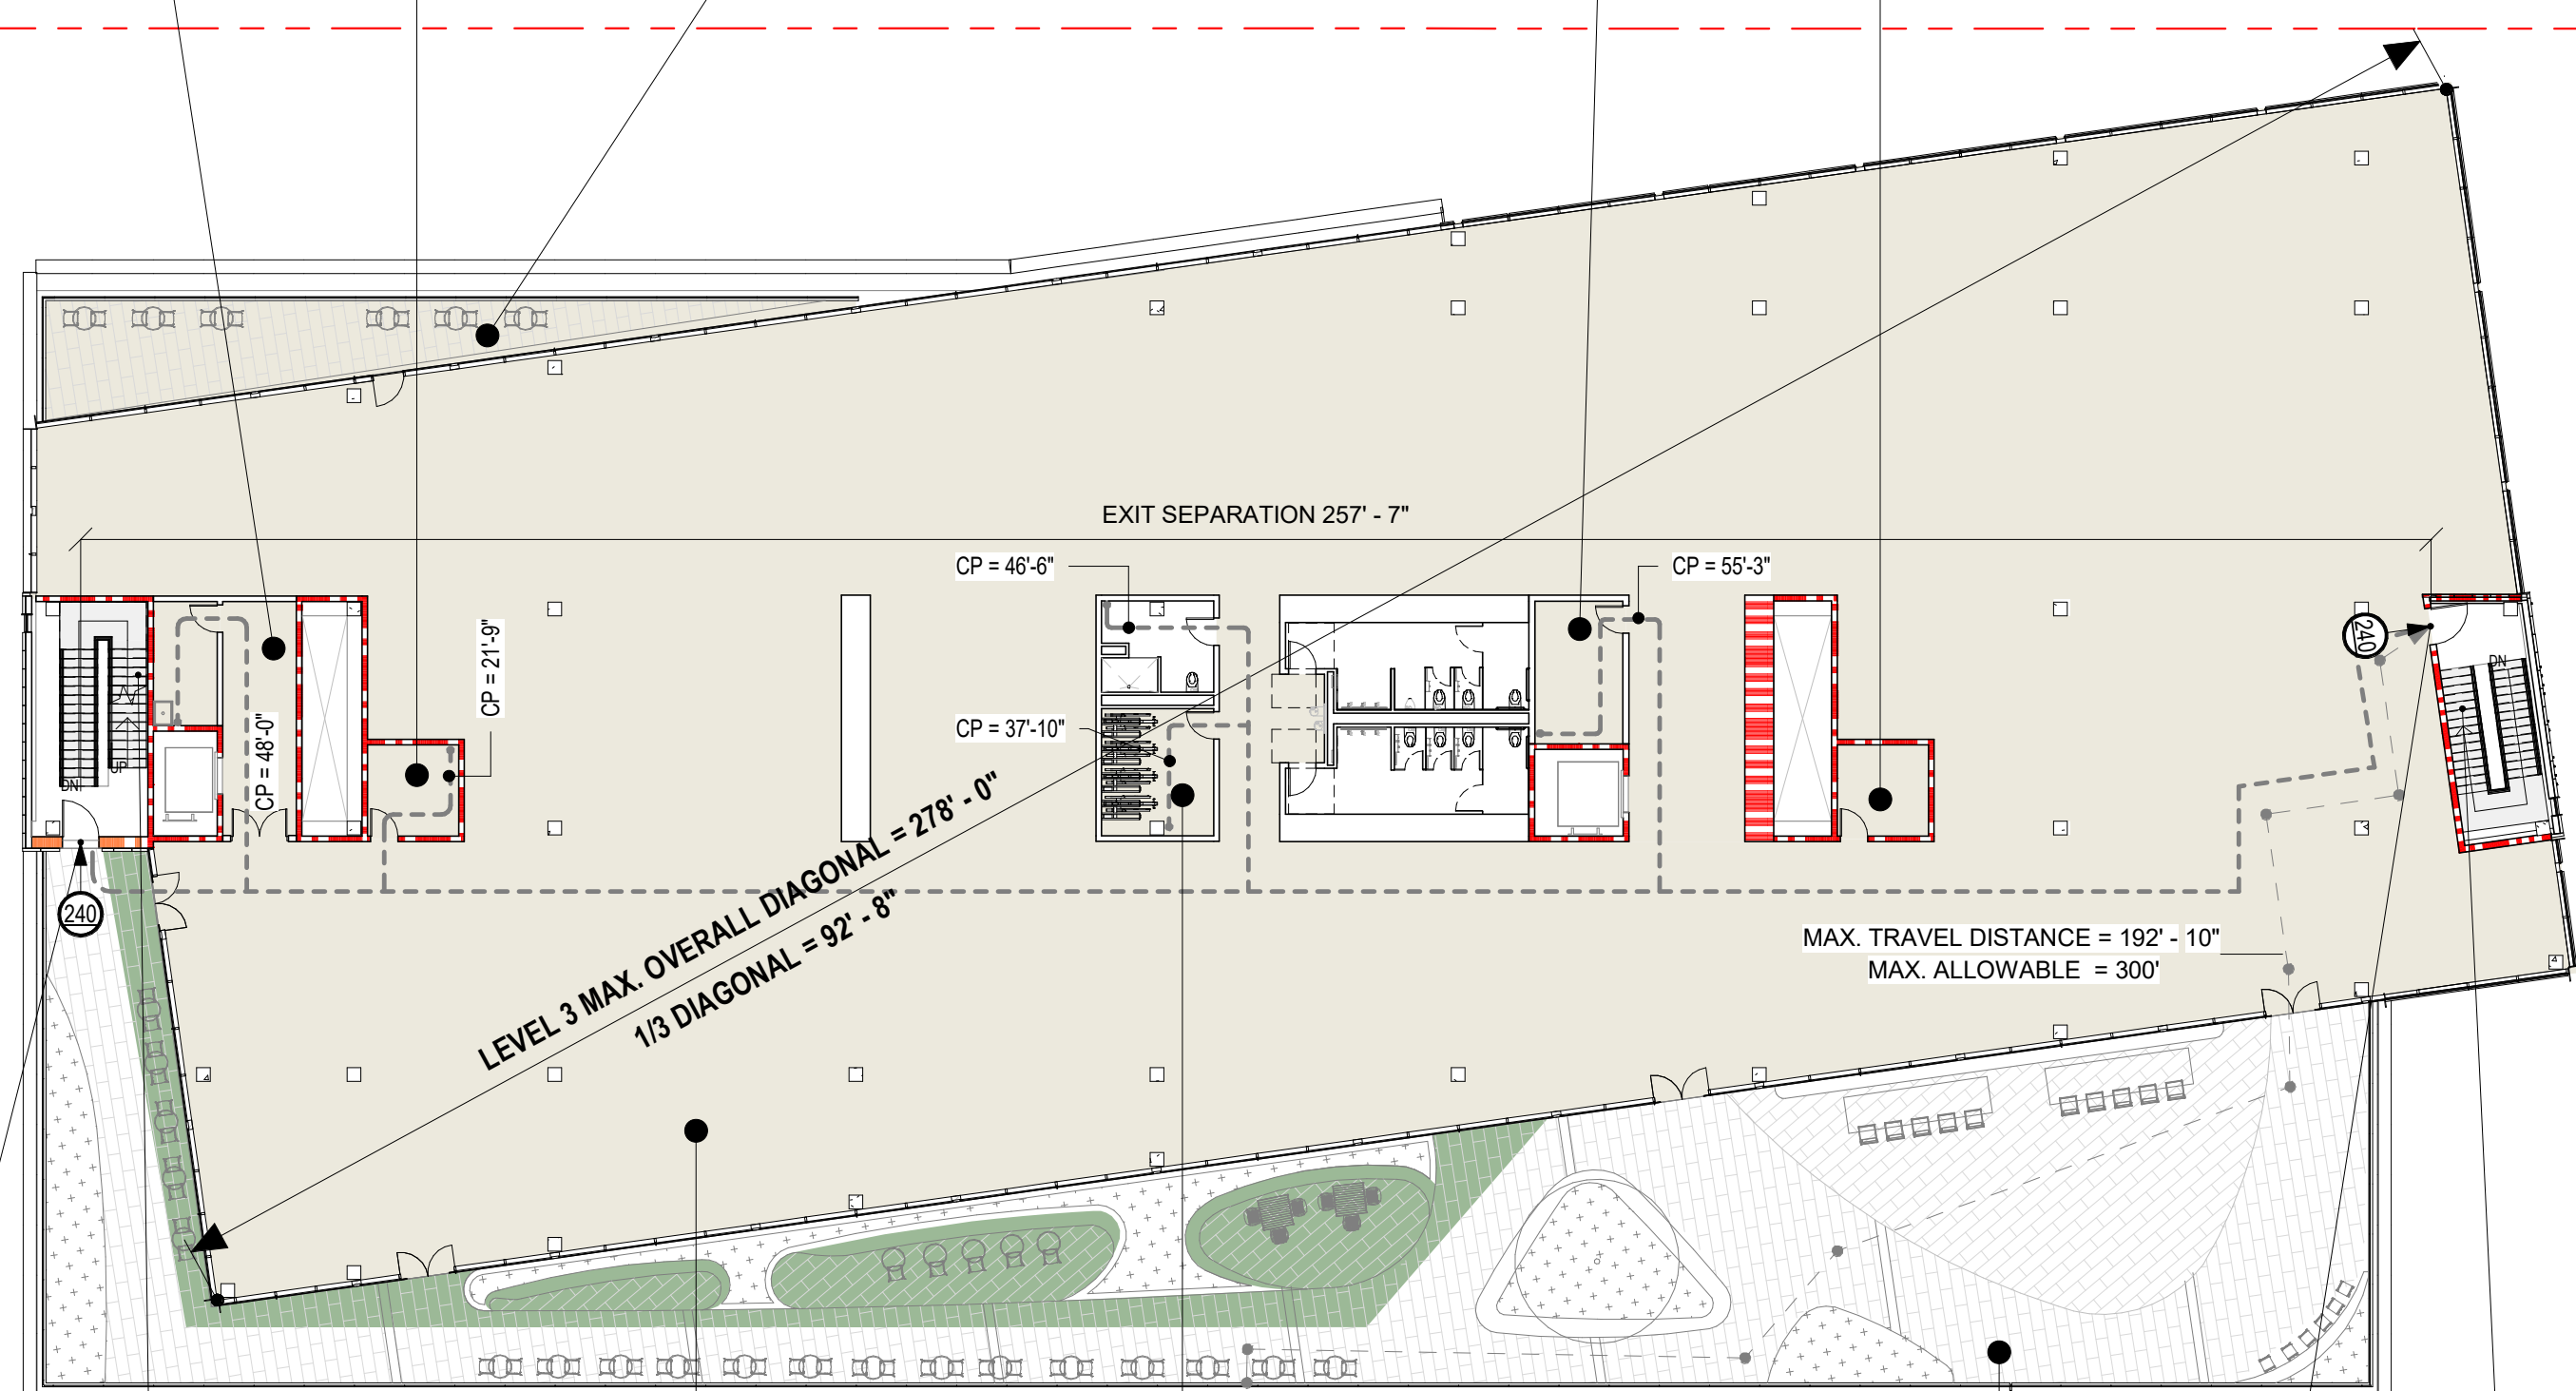 EXIT SEPARATION 257' - 7"
CP = 46'-6"
CP = 55'-3"
CP = 21'-9"
240
DN
CP = 48'-0"
CP = 37'-10"
DN
UP
LEVEL 3 MAX. OVERALL DIAGONAL = 278' - 0"
1/3 DIAGONAL = 92' - 8"
240
MAX. TRAVEL DISTANCE = 192' - 10"
MAX. ALLOWABLE = 300'